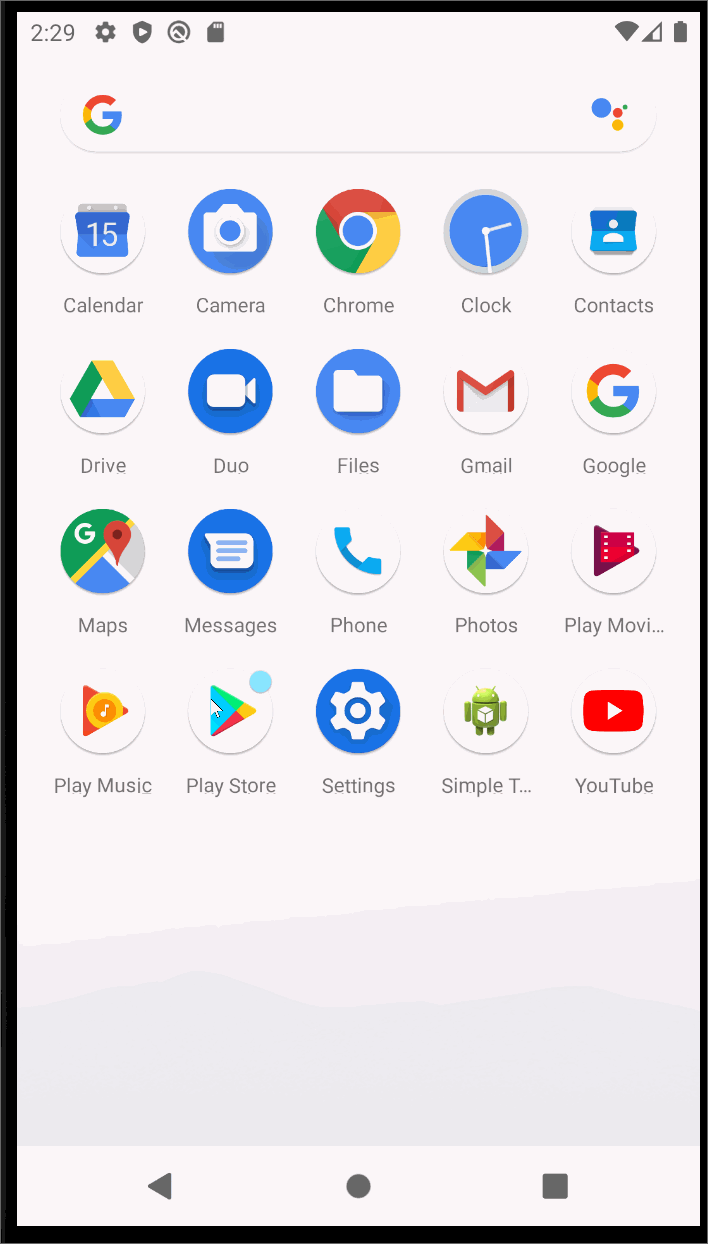 2:29
G
15
Calendar
Camera
Chrome
Clock
Contacts
G
Drive
Duo
Files
Gmail
Google
G
Maps
Messages
Phone
Photos
Play Movi...
Play Music
Play Store
Settings
Simple T...
YouTube